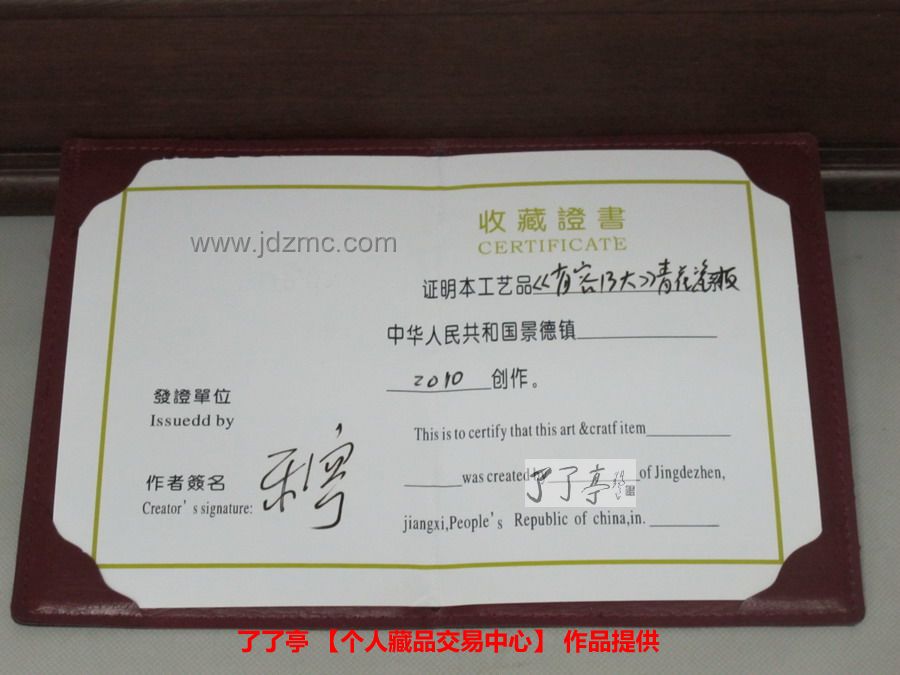 www.jdzmc.com
收藏證書
CERTIFICATE
证明本工艺品《有容乃大》青花瓷板
中华人民共和国景德镇
2010 创作。
發證單位
Issuedd by
作者簽名
Creator's signature:
This is to certify that this art &cratf item
was created
of Jingdezhen,
了了亭
jiangxi,People's Republic of china,in.
了了亭 【个人藏品交易中心】 作品提供